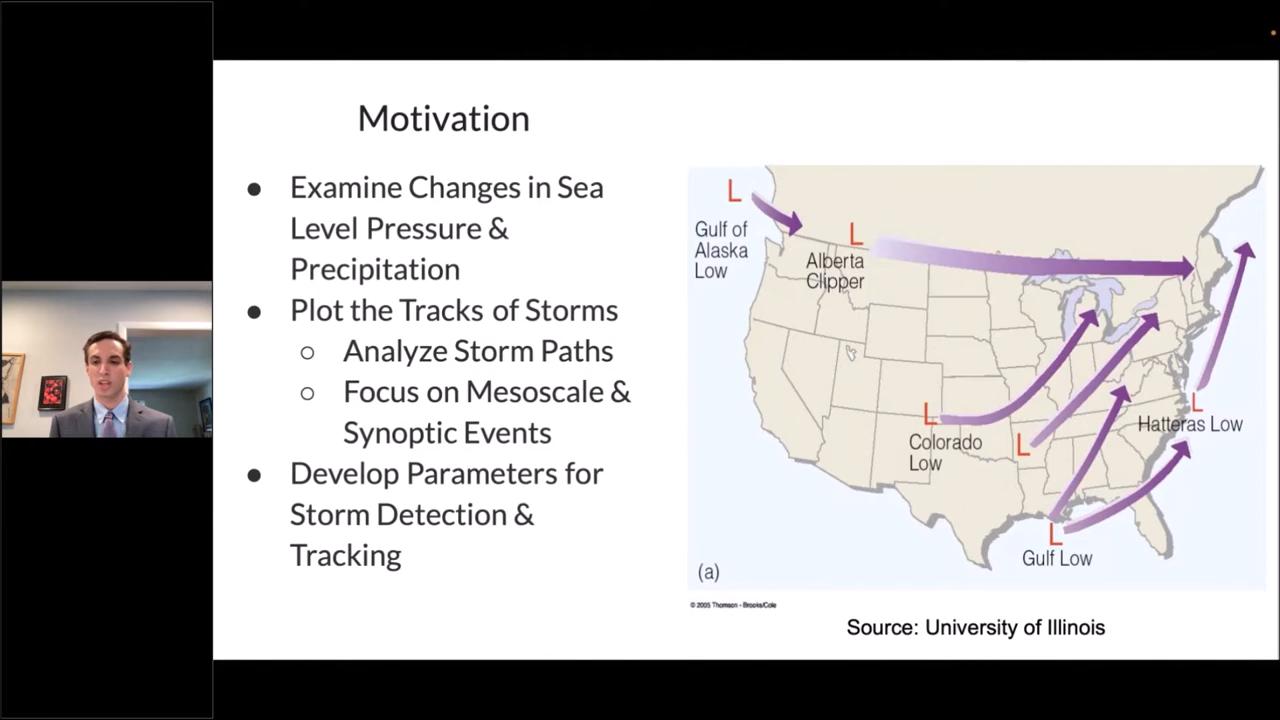 Motivation
● Examine Changes in Sea
Level Pressure &
Precipitation
● Plot the Tracks of Storms
○ Analyze Storm Paths
○ Focus on Mesoscale &
Synoptic Events
● Develop Parameters for
Storm Detection &
Tracking
L
Gulf of
Alaska
Low
L
Alberta
Clipper
L
Colorado
Low
L
L
Hatteras Low
L
Gulf Low
(a)
© 2005 Thomson - Brooks/Cole
Source: University of Illinois